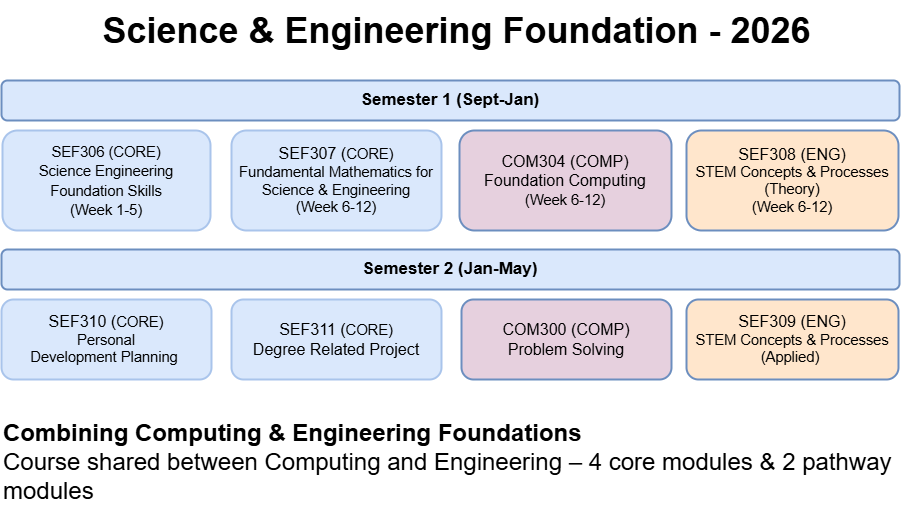 Science & Engineering Foundation - 2026
Semester 1 (Sept-Jan)
SEF306 (CORE)
Science Engineering
Foundation Skills
(Week 1-5)
SEF307 (CORE)
Fundamental Mathematics for
Science & Engineering
(Week 6-12)
COM304 (COMP)
Foundation Computing
(Week 6-12)
SEF308 (ENG)
STEM Concepts & Processes
(Theory)
(Week 6-12)
Semester 2 (Jan-May)
SEF310 (CORE)
Personal
Development Planning
SEF311 (CORE)
Degree Related Project
COM300 (COMP)
Problem Solving
SEF309 (ENG)
STEM Concepts & Processes
(Applied)
Combining Computing & Engineering Foundations
Course shared between Computing and Engineering – 4 core modules & 2 pathway
modules